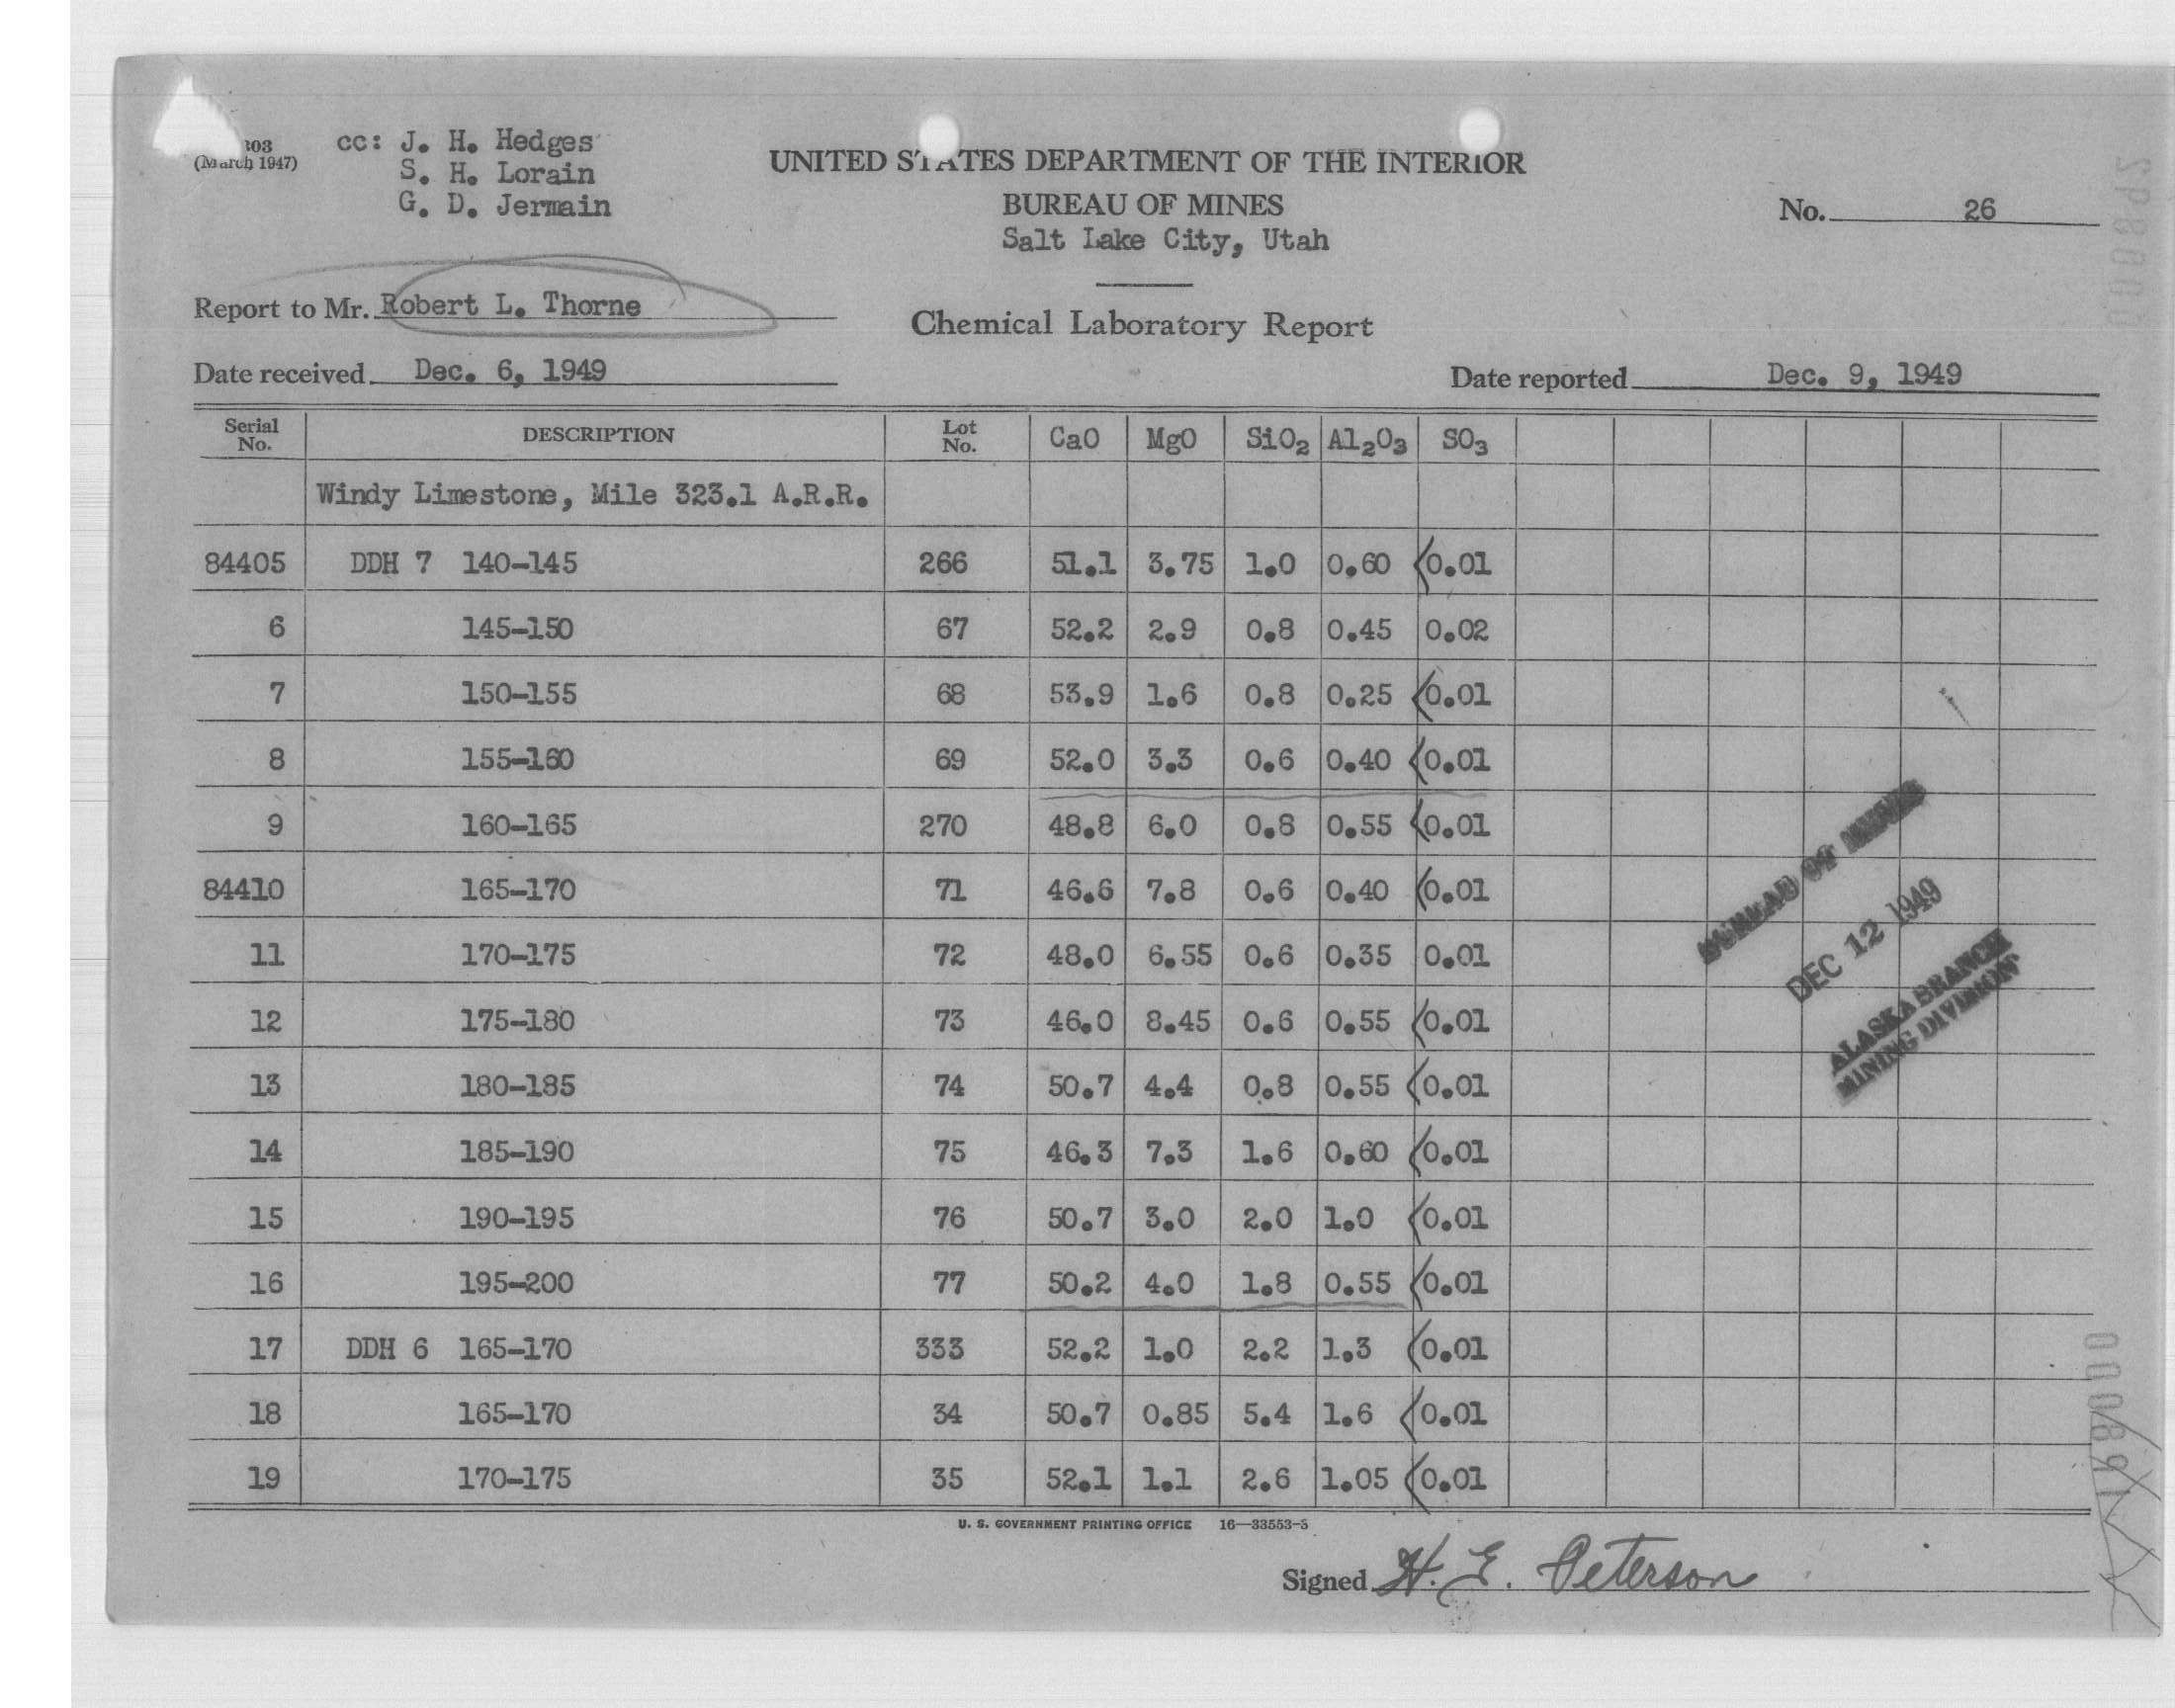 303
(March 1947)
cc: J. H. Hedges
S. H. Lorain
G. D. Jermain
UNITED STATES DEPARTMENT OF THE INTERIOR
BUREAU OF MINES
Salt Lake City, Utah
No. 26
Report to Mr. Robert L. Thorne
Chemical Laboratory Report
Date received Dec. 6, 1949
Date reported Dec. 9, 1949
Serial No. DESCRIPTION Lot No. CaO MgO SiO2 Al2O3 SO3
Windy Limestone, Mile 323.1 A.R.R.
84405 DDH 7 140-145 266 51.1 3.75 1.0 0.60 <0.01
6 145-150 67 52.2 2.9 0.8 0.45 0.02
7 150-155 68 53.9 1.6 0.8 0.25 <0.01
8 155-160 69 52.0 3.3 0.6 0.40 <0.01
9 160-165 270 48.8 6.0 0.8 0.55 <0.01
84410 165-170 71 46.6 7.8 0.6 0.40 <0.01
11 170-175 72 48.0 6.55 0.6 0.35 0.01
12 175-180 73 46.0 8.45 0.6 0.55 <0.01
13 180-185 74 50.7 4.4 0.8 0.55 <0.01
14 185-190 75 46.3 7.3 1.6 0.60 <0.01
15 190-195 76 50.7 3.0 2.0 1.0 <0.01
16 195-200 77 50.2 4.0 1.8 0.55 <0.01
17 DDH 6 165-170 333 52.2 1.0 2.2 1.3 <0.01
18 165-170 34 50.7 0.85 5.4 1.6 <0.01
19 170-175 35 52.1 1.1 2.6 1.05 <0.01
BUREAU OF MINES
DEC 12 1949
ALASKA BRANCH
MINING DIVISION
U. S. GOVERNMENT PRINTING OFFICE 16-33553-3
Signed H. E. Peterson